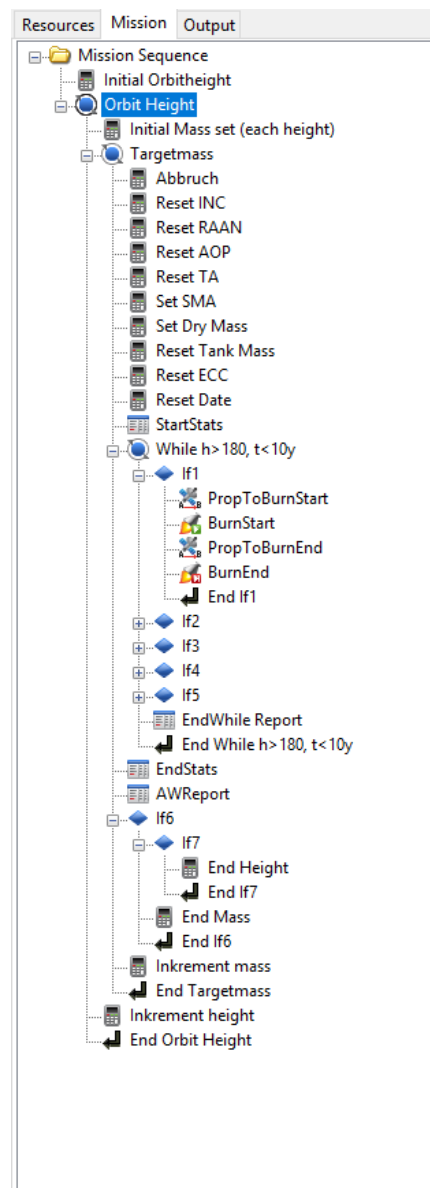 Resources Mission Output
Mission Sequence
Initial Orbitheight
Orbit Height
Initial Mass set (each height)
Targetmass
Abbruch
Reset INC
Reset RAAN
Reset AOP
Reset TA
Set SMA
Set Dry Mass
Reset Tank Mass
Reset ECC
Reset Date
StartStats
While h>180, t<10y
If1
PropToBurnStart
BurnStart
PropToBurnEnd
BurnEnd
End If1
If2
If3
If4
If5
EndWhile Report
End While h>180, t<10y
EndStats
AWReport
If6
If7
End Height
End If7
End Mass
End If6
Inkrement mass
End Targetmass
Inkrement height
End Orbit Height